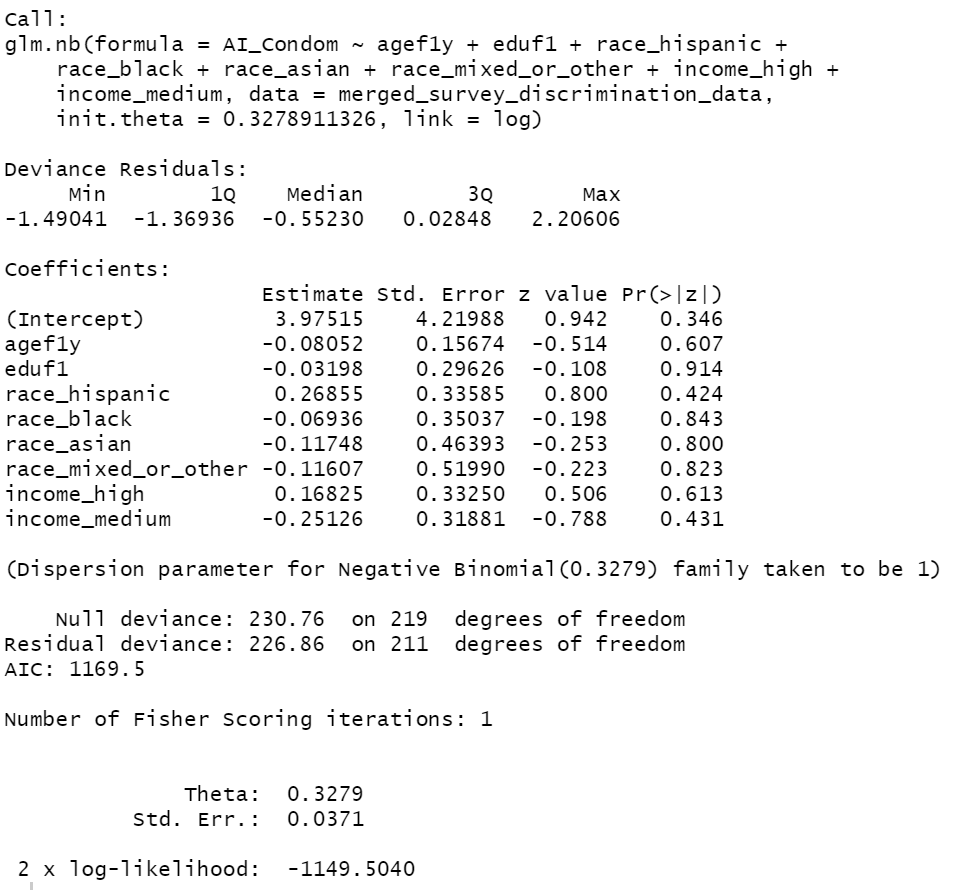 Call:
glm.nb(formula = AI_Condom ~ agef1y + eduf1 + race_hispanic +
    race_black + race_asian + race_mixed_or_other + income_high +
    income_medium, data = merged_survey_discrimination_data,
    init.theta = 0.3278911326, link = log)

Deviance Residuals:
     Min        1Q    Median        3Q       Max
-1.49041  -1.36936  -0.55230   0.02848   2.20606

Coefficients:
                    Estimate Std. Error z value Pr(>|z|)
(Intercept)          3.97515    4.21988   0.942    0.346
agef1y              -0.08052    0.15674  -0.514    0.607
eduf1               -0.03198    0.29626  -0.108    0.914
race_hispanic        0.26855    0.33585   0.800    0.424
race_black          -0.06936    0.35037  -0.198    0.843
race_asian          -0.11748    0.46393  -0.253    0.800
race_mixed_or_other -0.11607    0.51990  -0.223    0.823
income_high          0.16825    0.33250   0.506    0.613
income_medium       -0.25126    0.31881  -0.788    0.431

(Dispersion parameter for Negative Binomial(0.3279) family taken to be 1)

    Null deviance: 230.76  on 219  degrees of freedom
Residual deviance: 226.86  on 211  degrees of freedom
AIC: 1169.5

Number of Fisher Scoring iterations: 1


              Theta:  0.3279
          Std. Err.:  0.0371

 2 x log-likelihood:  -1149.5040